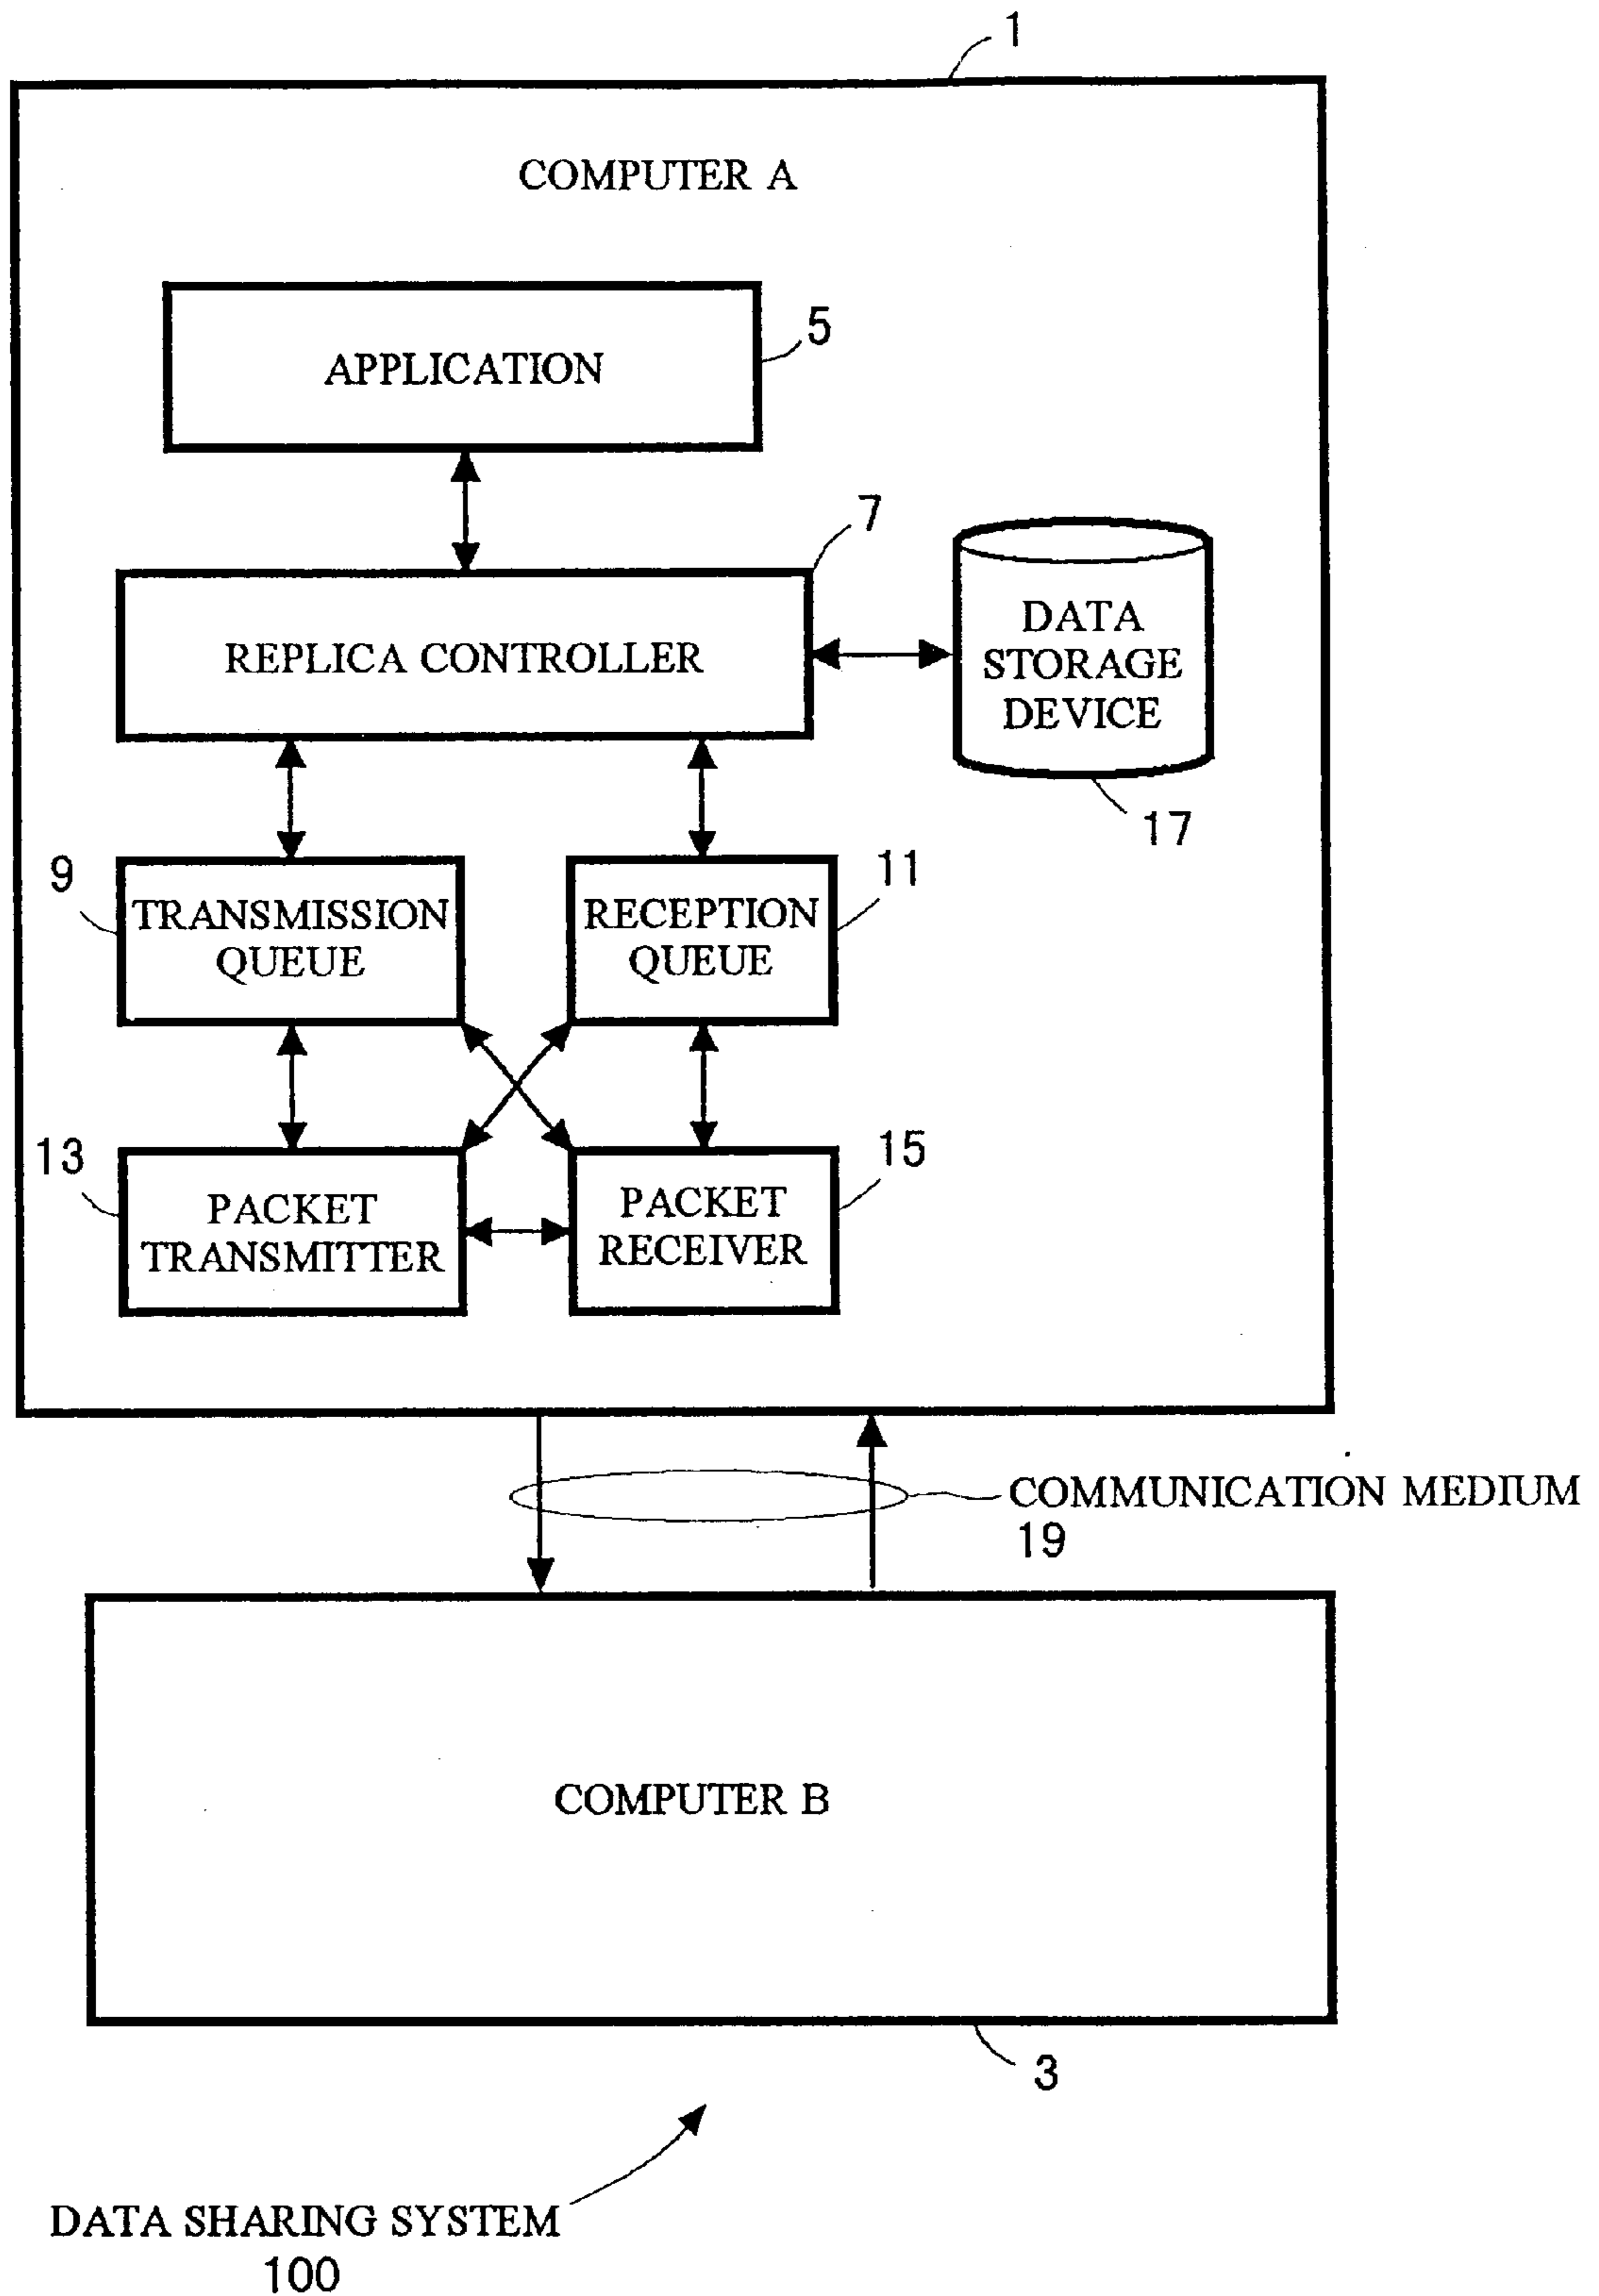 1
COMPUTER A
5
APPLICATION
7
REPLICA CONTROLLER
DATA
STORAGE
DEVICE
17
9
TRANSMISSION
QUEUE
11
RECEPTION
QUEUE
13
PACKET
TRANSMITTER
15
PACKET
RECEIVER
COMMUNICATION MEDIUM
19
COMPUTER B
3
DATA SHARING SYSTEM
100